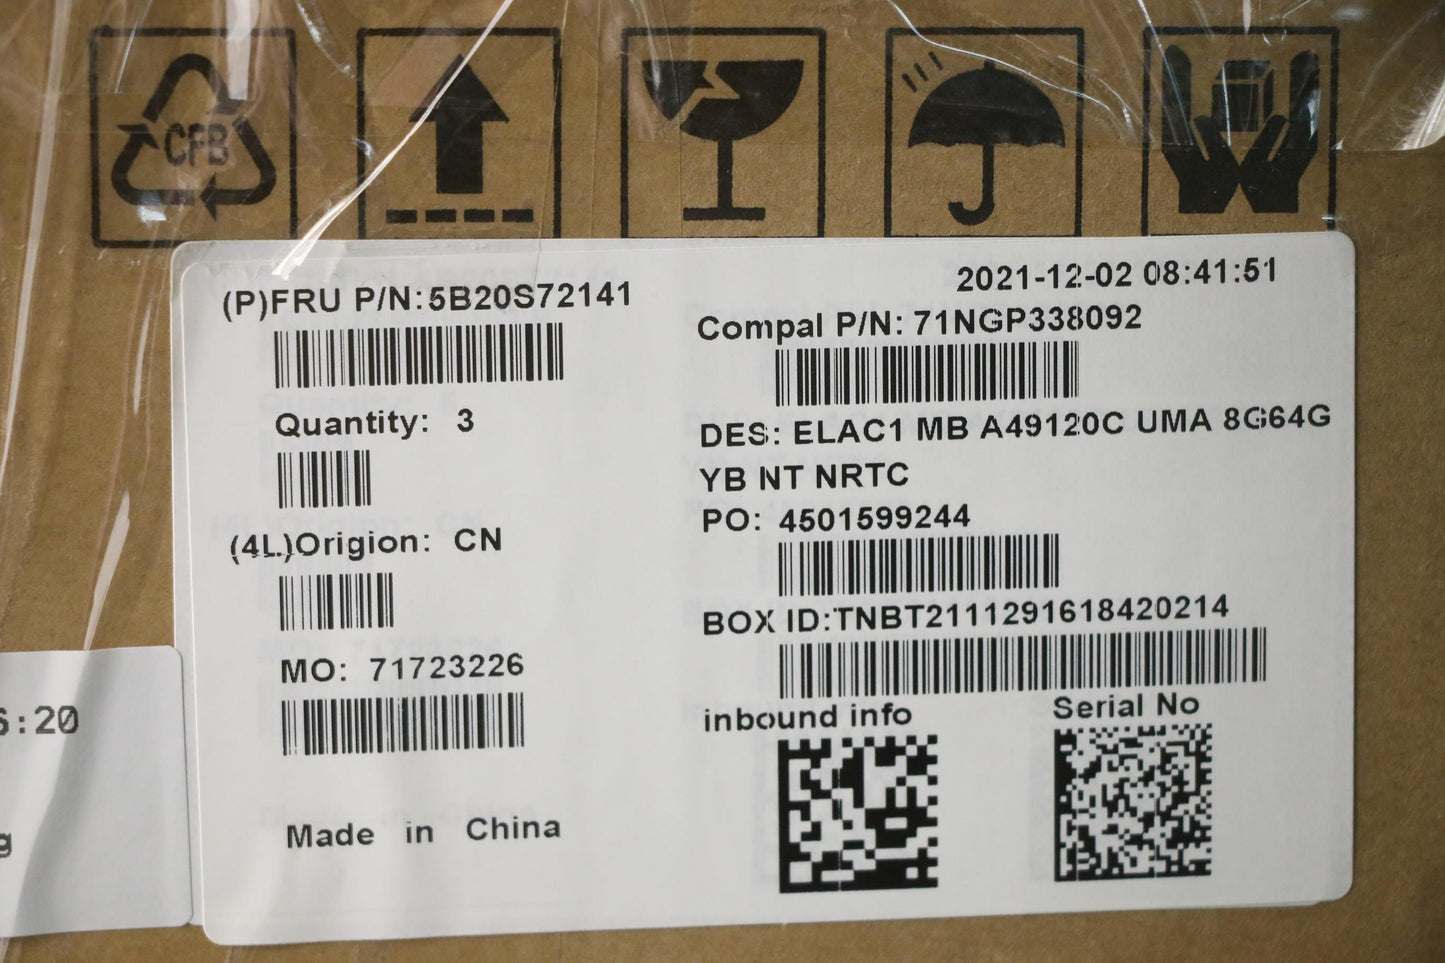 CFB
(P)FRU P/N:5B20S72141
Quantity: 3
(4L)Origion: CN
MO: 71723226
Made in China
2021-12-02 08:41:51
Compal P/N: 71NGP338092
DES: ELAC1 MB A49120C UMA 8G64G
YB NT NRTC
PO: 4501599244
BOX ID:TNBT2111291618420214
inbound info
Serial No
:20
g